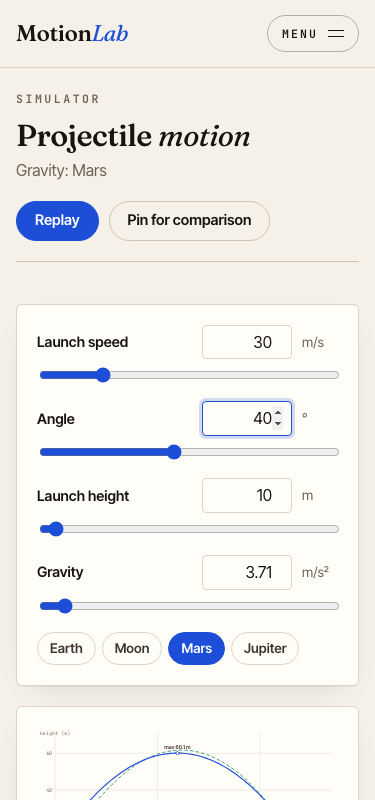 MotionLab
MENU
SIMULATOR
Projectile motion
Gravity: Mars
Replay
Pin for comparison
Launch speed 30 m/s
Angle 40 °
Launch height 10 m
Gravity 3.71 m/s²
Earth Moon Mars Jupiter
height (m)
max 60.1m
60
40